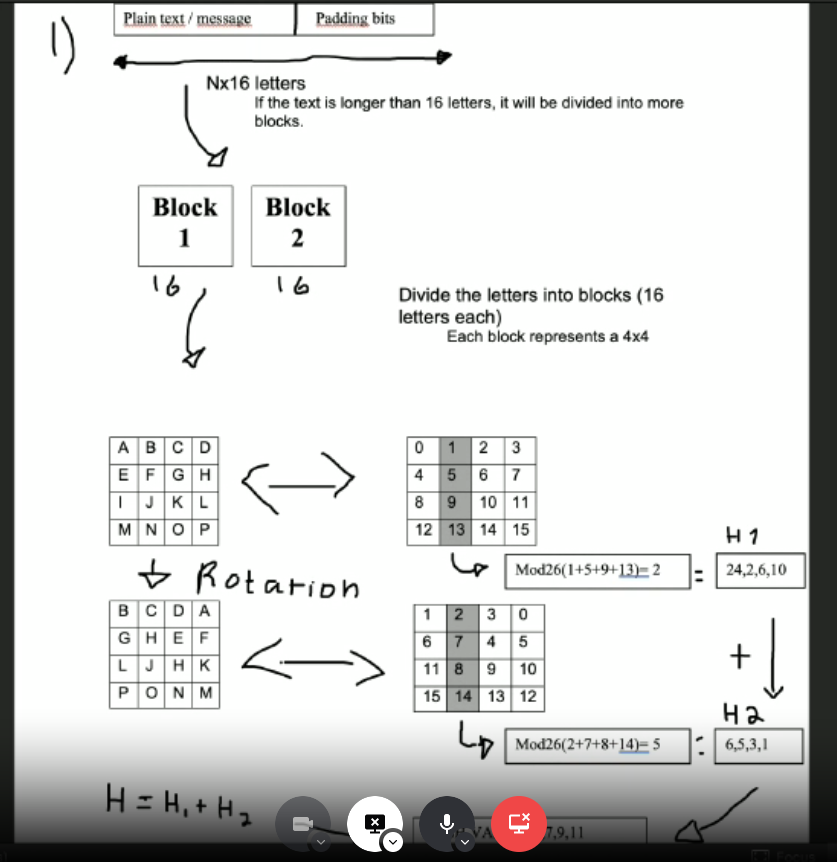 1)
Plain text / message Padding bits
Nx16 letters
If the text is longer than 16 letters, it will be divided into more
blocks.
Block
1
Block
2
16 16
Divide the letters into blocks (16
letters each)
Each block represents a 4x4
A B C D
E F G H
I J K L
M N O P
0 1 2 3
4 5 6 7
8 9 10 11
12 13 14 15
H1
Mod26(1+5+9+13)= 2 = 24,2,6,10
Rotation
B C D A
G H E F
L J H K
P O N M
1 2 3 0
6 7 4 5
11 8 9 10
15 14 13 12
+
H2
Mod26(2+7+8+14)= 5 = 6,5,3,1
H = H1 + H2
7,9,11